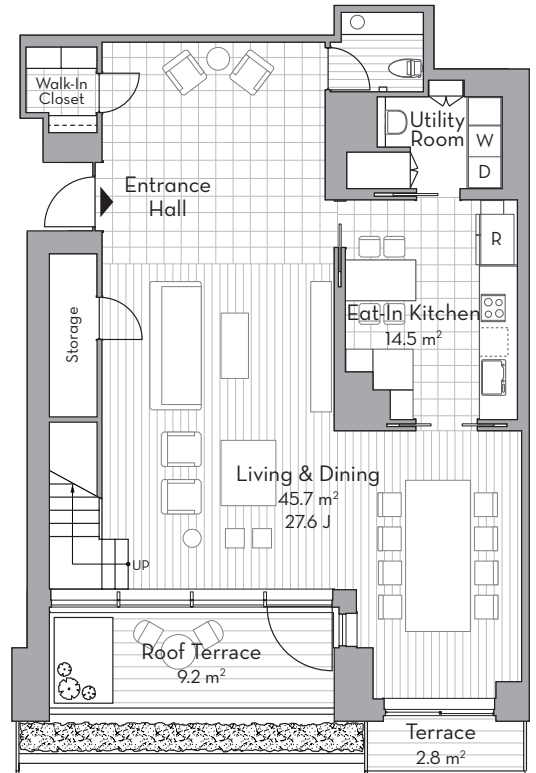 Walk-In
Closet
Utility
Room
W
D
Entrance
Hall
R
Storage
Eat-In Kitchen
14.5 m²
Living & Dining
45.7 m²
27.6 J
UP
Roof Terrace
9.2 m²
Terrace
2.8 m²